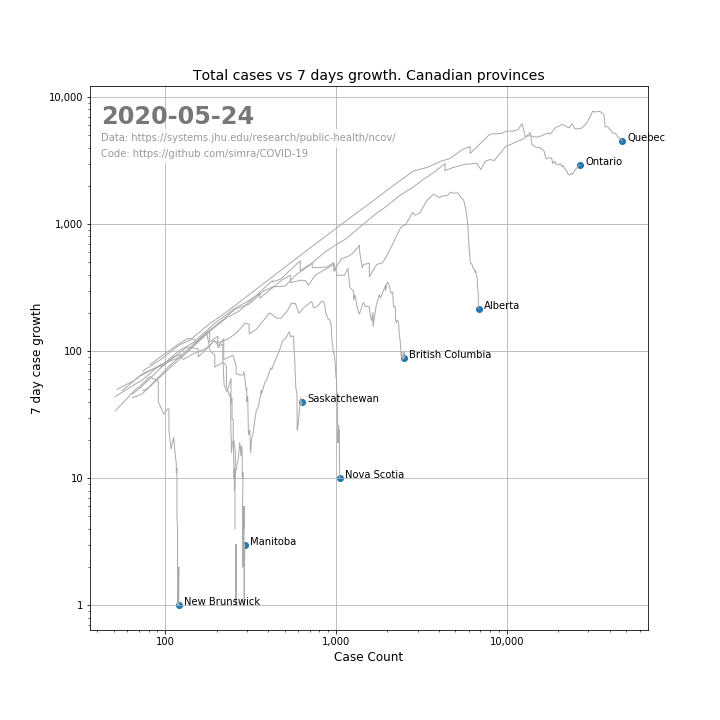 Total cases vs 7 days growth. Canadian provinces
10,000
2020-05-24
Data: https://systems.jhu.edu/research/public-health/ncov/
Code: https://github.com/simra/COVID-19
Quebec
Ontario
1,000
Alberta
100
British Columbia
7 day case growth
Saskatchewan
10
Nova Scotia
Manitoba
1
New Brunswick
100
1,000
10,000
Case Count